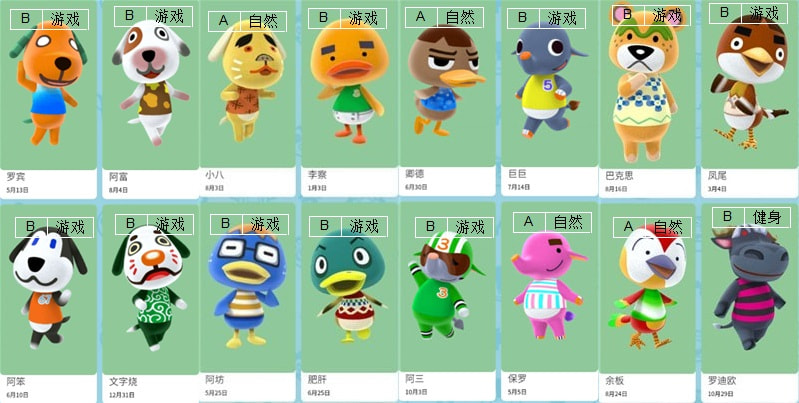 B 游戏 B 游戏 A 自然 B 游戏 A 自然 B 游戏 B 游戏 B 游戏
罗宾 阿富 小八 李察 卿德 巨巨 巴克思 凤尾
5月13日 8月4日 8月3日 1月3日 6月30日 7月14日 8月16日 3月4日
B 游戏 B 游戏 B 游戏 B 游戏 B 游戏 A 自然 A 自然 B 健身
阿笨 文字烧 阿坊 肥肝 阿三 保罗 余板 罗迪欧
6月10日 12月31日 5月25日 6月25日 10月3日 5月5日 8月24日 10月29日